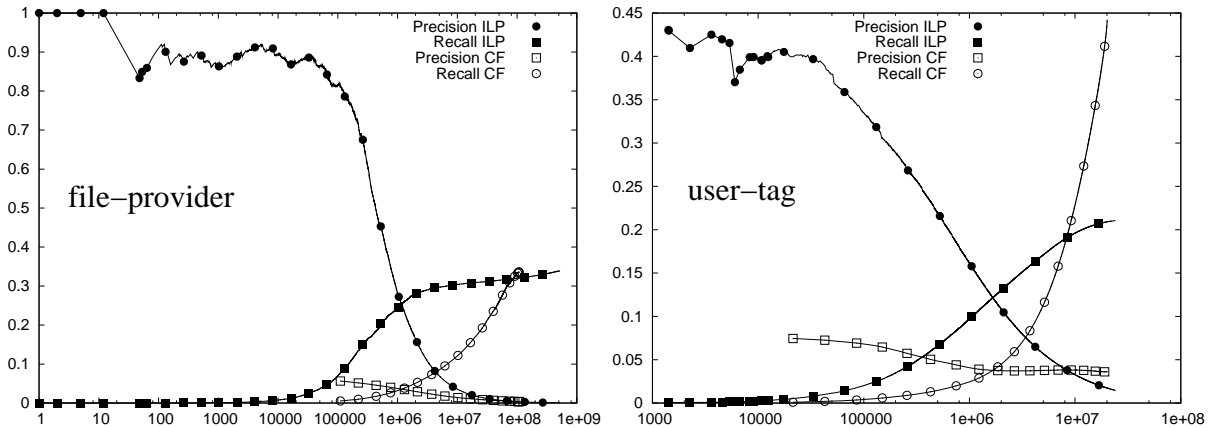 1
0.9
0.8
0.7
0.6
0.5
0.4
0.3
0.2
0.1
0
1 10 100 1000 10000 100000 1e+06 1e+07 1e+08 1e+09
Precision ILP
Recall ILP
Precision CF
Recall CF
file−provider
0.45
0.4
0.35
0.3
0.25
0.2
0.15
0.1
0.05
0
1000 10000 100000 1e+06 1e+07 1e+08
Precision ILP
Recall ILP
Precision CF
Recall CF
user−tag